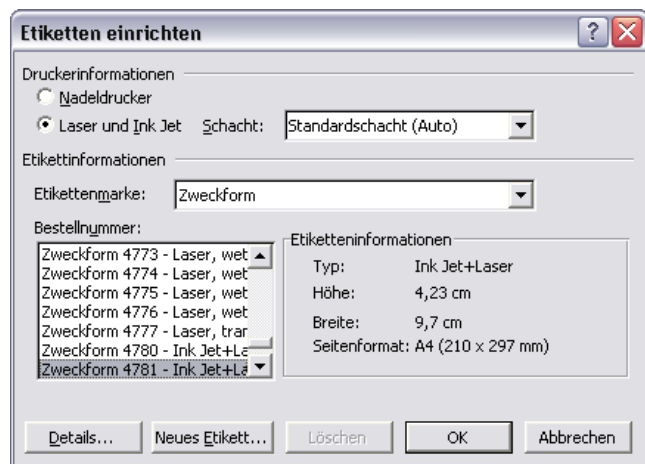 Etiketten einrichten
Druckerinformationen
Nadeldrucker
Laser und Ink Jet Schacht: Standardschacht (Auto)
Etikettinformationen
Etikettenmarke: Zweckform
Bestellnummer:
Zweckform 4773 - Laser, wet
Zweckform 4774 - Laser, wet
Zweckform 4775 - Laser, wet
Zweckform 4776 - Laser, wet
Zweckform 4777 - Laser, tran
Zweckform 4780 - Ink Jet+La
Zweckform 4781 - Ink Jet+La
Etiketteninformationen
Typ: Ink Jet+Laser
Höhe: 4,23 cm
Breite: 9,7 cm
Seitenformat: A4 (210 x 297 mm)
Details... Neues Etikett... Löschen OK Abbrechen